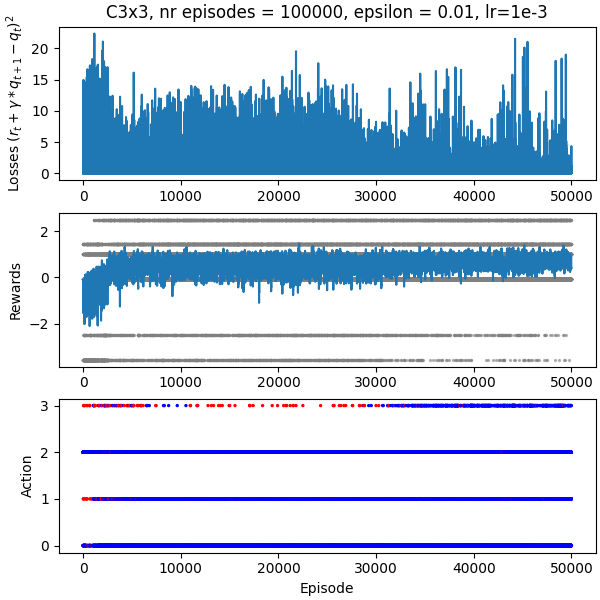 C3x3, nr episodes = 100000, epsilon = 0.01, lr=1e-3
Losses (r_t + γ * q_{t+1} − q_t)^2
20
15
10
5
0
0 10000 20000 30000 40000 50000
Rewards
2
0
−2
0 10000 20000 30000 40000 50000
Action
3
2
1
0
0 10000 20000 30000 40000 50000
Episode